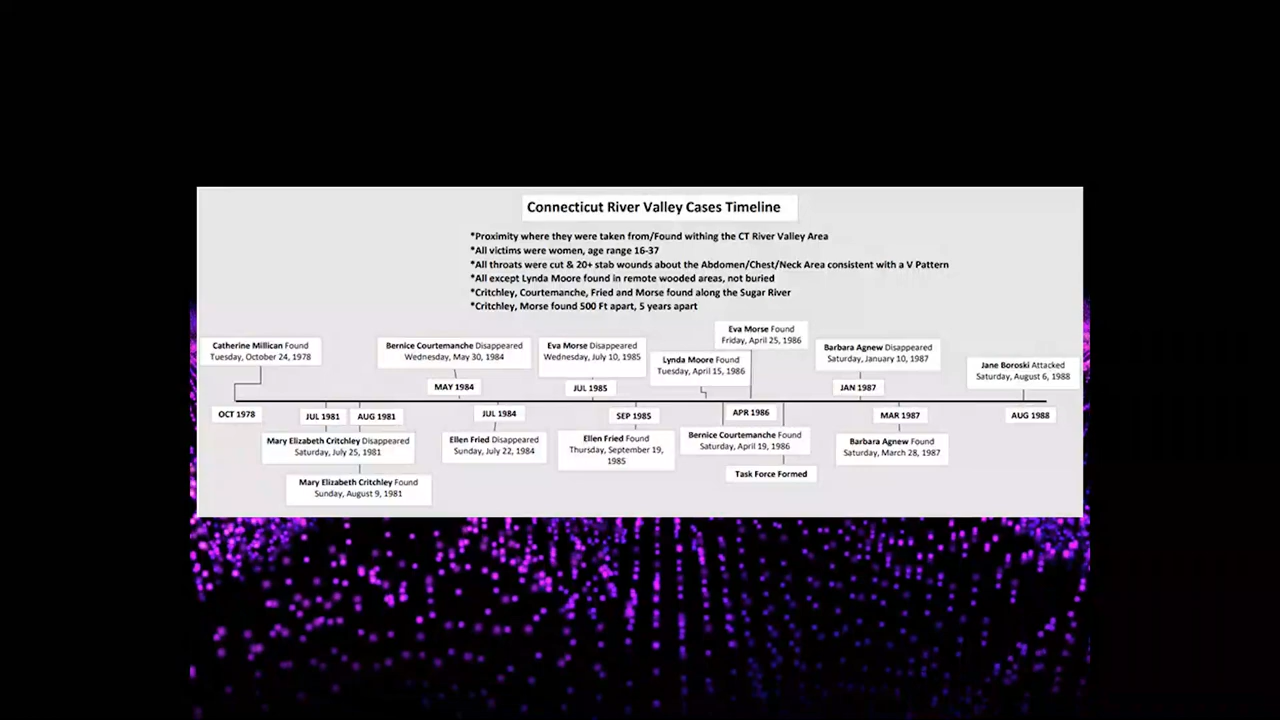 Connecticut River Valley Cases Timeline
*Proximity where they were taken from/Found withing the CT River Valley Area
*All victims were women, age range 16-37
*All throats were cut & 20+ stab wounds about the Abdomen/Chest/Neck Area consistent with a V Pattern
*All except Lynda Moore found in remote wooded areas, not buried
*Critchley, Courtemanche, Fried and Morse found along the Sugar River
*Critchley, Morse found 500 Ft apart, 5 years apart
Catherine Millican Found
Tuesday, October 24, 1978
Bernice Courtemanche Disappeared
Wednesday, May 30, 1984
Eva Morse Disappeared
Wednesday, July 10, 1985
Lynda Moore Found
Tuesday, April 15, 1986
Eva Morse Found
Friday, April 25, 1986
Barbara Agnew Disappeared
Saturday, January 10, 1987
Jane Boroski Attacked
Saturday, August 6, 1988
MAY 1984
JUL 1985
JAN 1987
OCT 1978
JUL 1981
AUG 1981
JUL 1984
SEP 1985
APR 1986
MAR 1987
AUG 1988
Mary Elizabeth Critchley Disappeared
Saturday, July 25, 1981
Mary Elizabeth Critchley Found
Sunday, August 9, 1981
Ellen Fried Disappeared
Sunday, July 22, 1984
Ellen Fried Found
Thursday, September 19,
1985
Bernice Courtemanche Found
Saturday, April 19, 1986
Task Force Formed
Barbara Agnew Found
Saturday, March 28, 1987